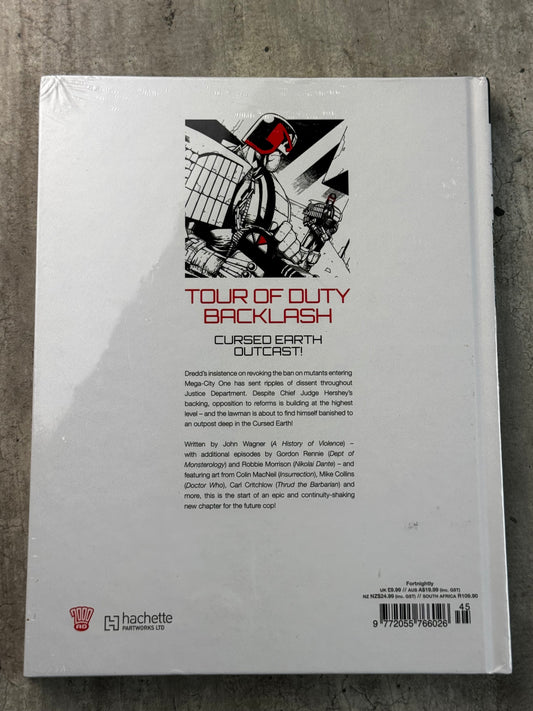 TOUR OF DUTY
BACKLASH
CURSED EARTH
OUTCAST!
Dredd's insistence on revoking the ban on mutants entering
Mega-City One has sent ripples of dissent throughout
Justice Department. Despite Chief Judge Hershey's
backing, opposition to reforms is building at the highest
level – and the lawman is about to find himself banished to
an outpost deep in the Cursed Earth!
Written by John Wagner (A History of Violence) –
with additional episodes by Gordon Rennie (Dept of
Monsterology) and Robbie Morrison (Nikolai Dante) – and
featuring art from Colin MacNeil (Insurrection), Mike Collins
(Doctor Who), Carl Critchlow (Thrud the Barbarian) and
more, this is the start of an epic and continuity-shaking
new chapter for the future cop!
Fortnightly
UK £9.99 // AUS A$19.99 (inc. GST)
NZ NZ$24.99 (inc. GST) // SOUTH AFRICA R109.90
45
9 772055 766026
2000
AD
hachette
PARTWORKS LTD